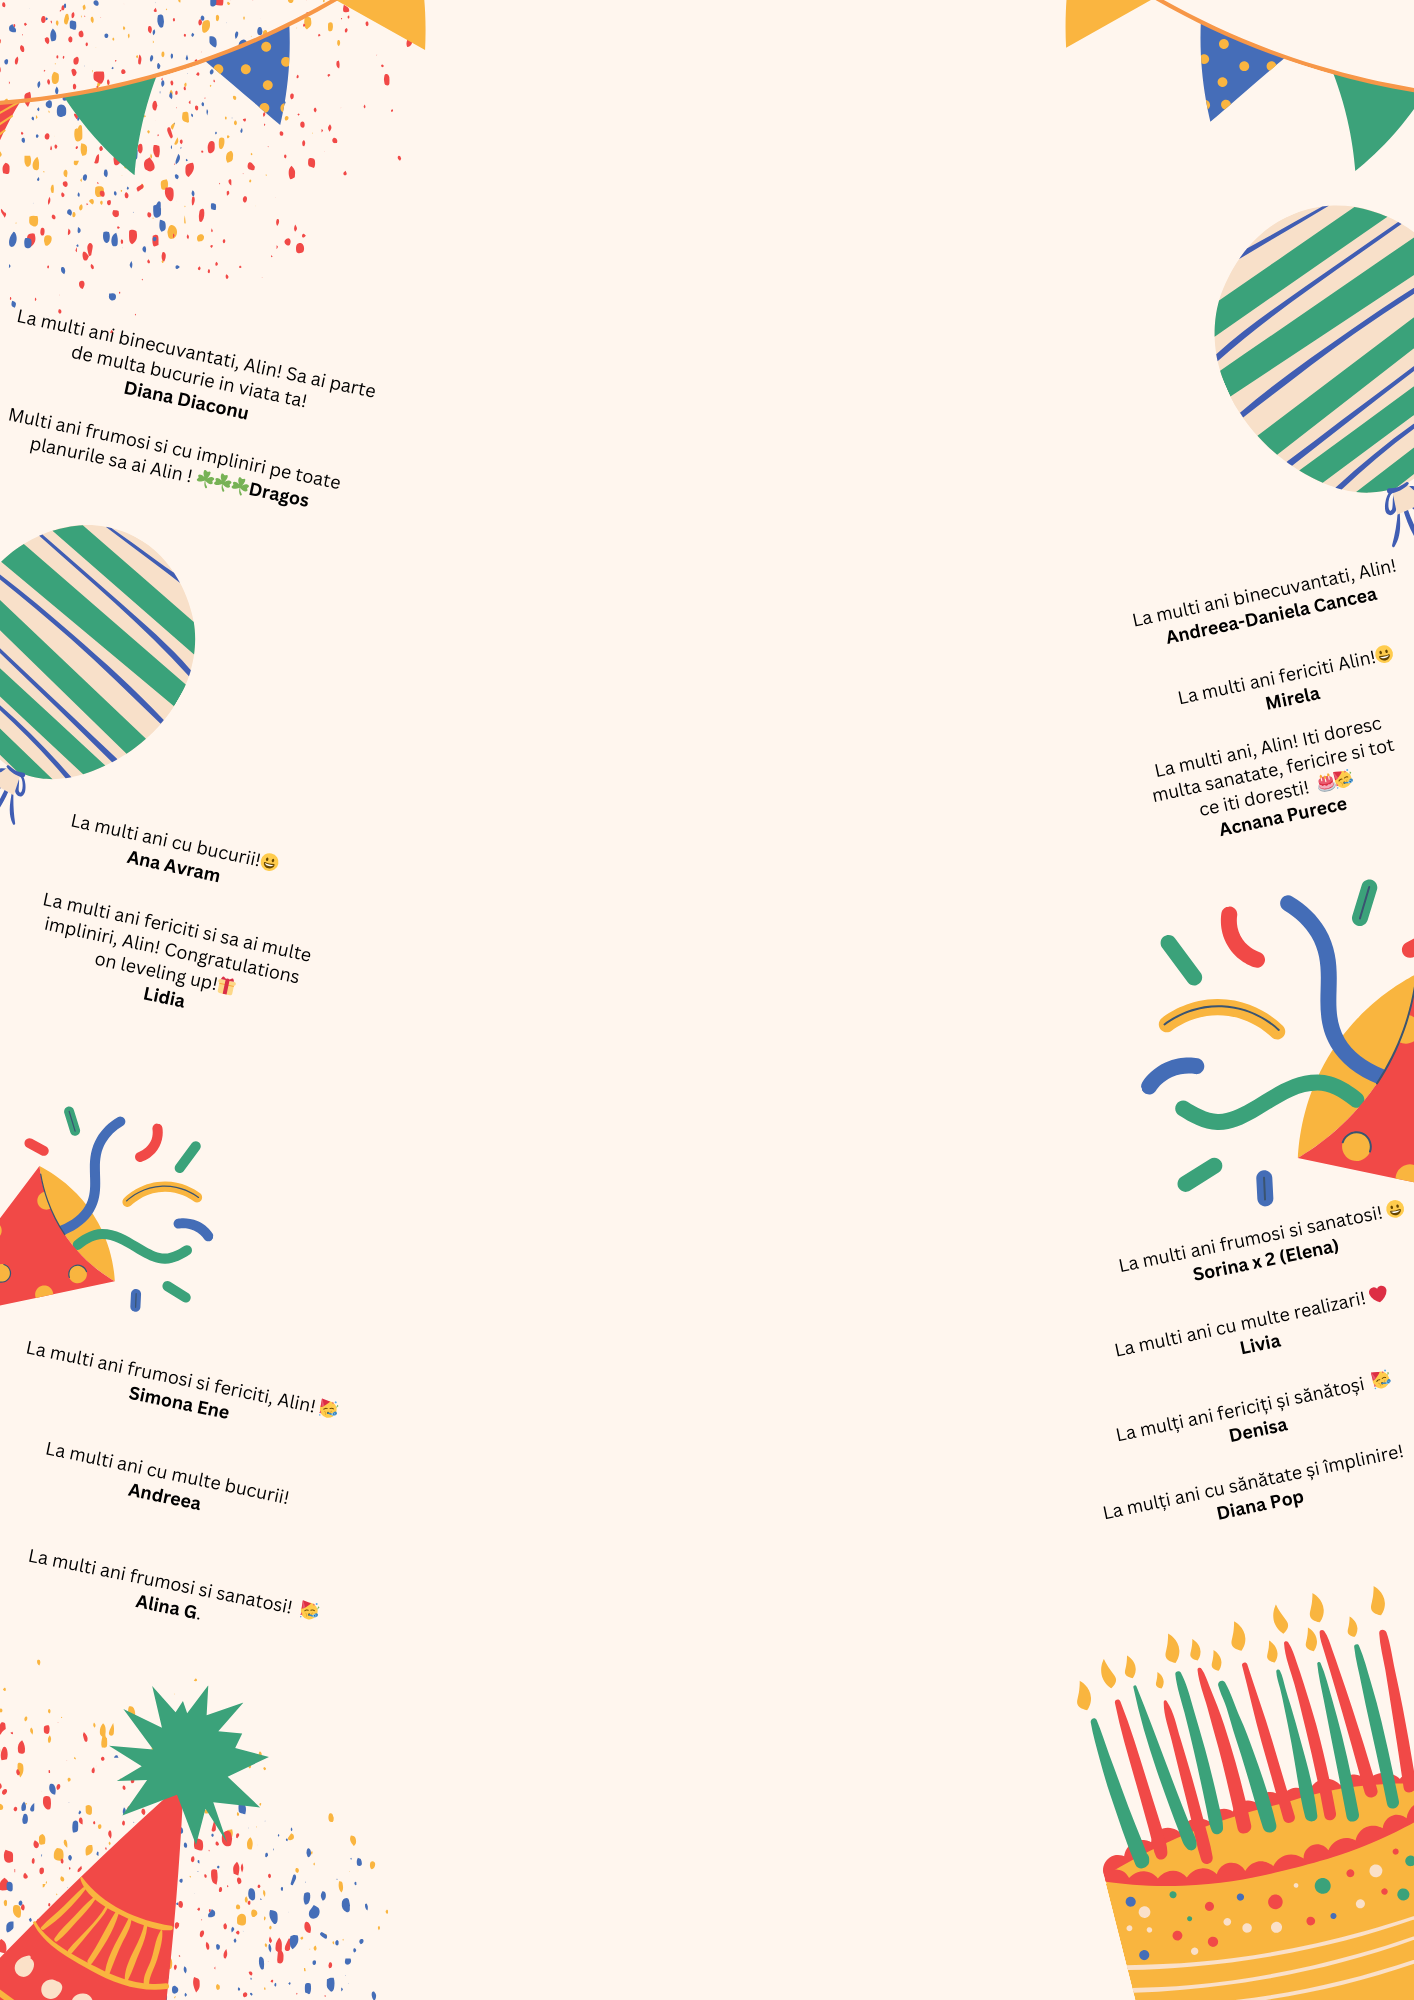 La multi ani binecuvantati, Alin! Sa ai parte
de multa bucurie in viata ta!
Diana Diaconu
Multi ani frumosi si cu impliniri pe toate
planurile sa ai Alin ! ☘️☘️☘️Dragos
La multi ani cu bucurii!😀
Ana Avram
La multi ani fericiti si sa ai multe
impliniri, Alin! Congratulations
on leveling up!🎁
Lidia
La multi ani frumosi si fericiti, Alin! 🥳
Simona Ene
La multi ani cu multe bucurii!
Andreea
La multi ani frumosi si sanatosi! 🥳
Alina G.
La multi ani binecuvantati, Alin!
Andreea-Daniela Cancea
La multi ani fericiti Alin!😀
Mirela
La multi ani, Alin! Iti doresc
multa sanatate, fericire si tot
ce iti doresti! 🎂🥳
Acnana Purece
La multi ani frumosi si sanatosi! 😀
Sorina x 2 (Elena)
La multi ani cu multe realizari! ❤️
Livia
La mulți ani fericiți și sănătoși 🥳
Denisa
La mulți ani cu sănătate și împlinire!
Diana Pop